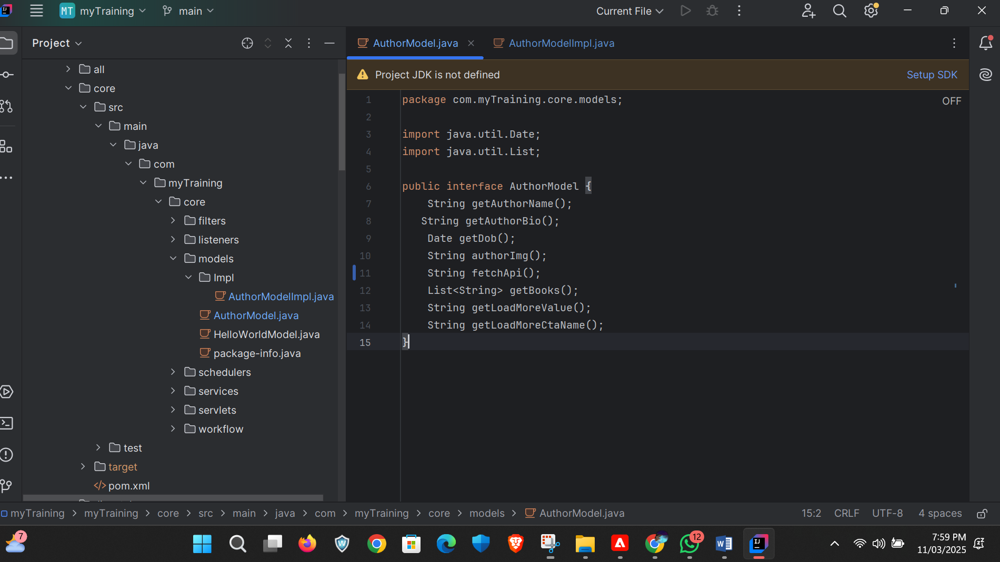 MT myTraining main Current File
Project
all
core
src
main
java
com
myTraining
core
filters
listeners
models
Impl
AuthorModelImpl.java
AuthorModel.java
HelloWorldModel.java
package-info.java
schedulers
services
servlets
workflow
test
target
pom.xml
AuthorModel.java AuthorModelImpl.java
Project JDK is not defined Setup SDK
OFF
1 package com.myTraining.core.models;
2
3 import java.util.Date;
4 import java.util.List;
5
6 public interface AuthorModel {
7 String getAuthorName();
8 String getAuthorBio();
9 Date getDob();
10 String authorImg();
11 String fetchApi();
12 List<String> getBooks();
13 String getLoadMoreValue();
14 String getLoadMoreCtaName();
15 }
myTraining > myTraining > core > src > main > java > com > myTraining > core > models > AuthorModel.java 15:2 CRLF UTF-8 4 spaces
7 12 7:59 PM
11/03/2025